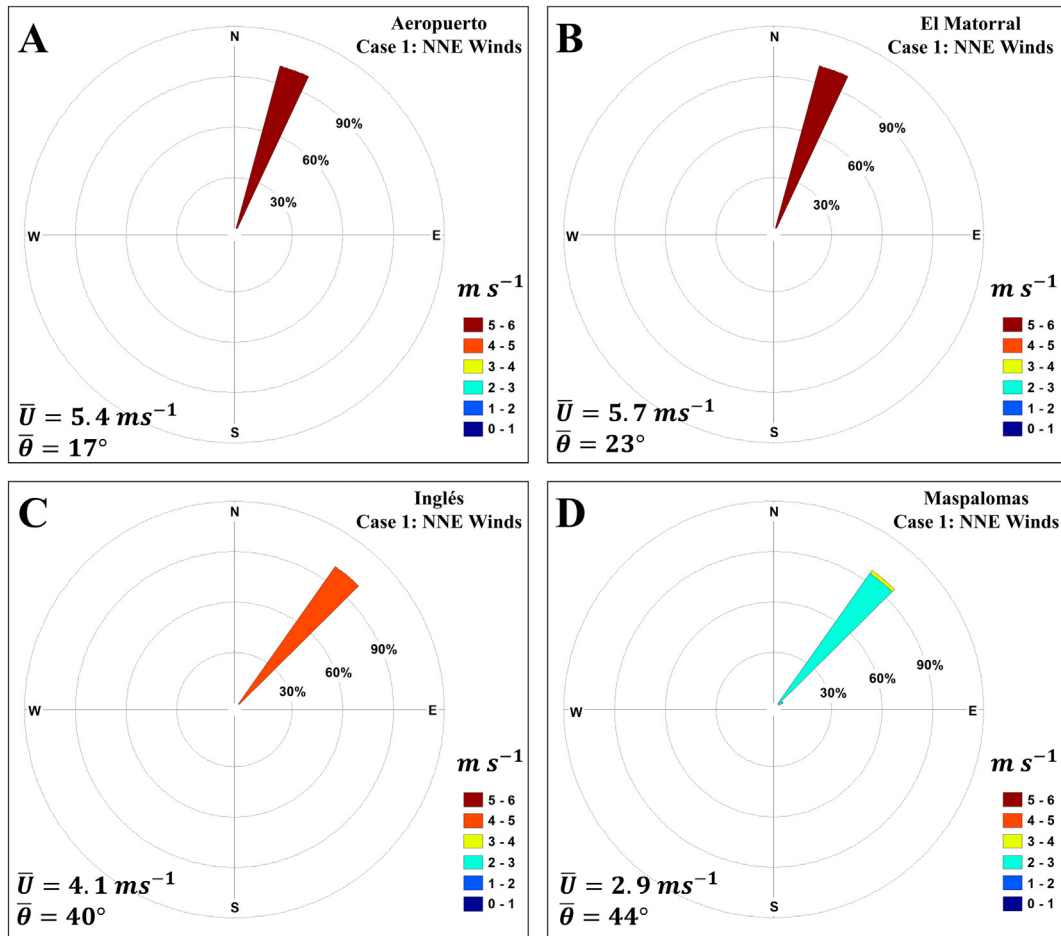 A
Aeropuerto
Case 1: NNE Winds
N
90%
60%
30%
W
E
S
m s⁻¹
5 - 6
4 - 5
3 - 4
2 - 3
1 - 2
0 - 1
U̅ = 5.4 ms⁻¹
θ̅ = 17°
B
El Matorral
Case 1: NNE Winds
N
90%
60%
30%
W
E
S
m s⁻¹
5 - 6
4 - 5
3 - 4
2 - 3
1 - 2
0 - 1
U̅ = 5.7 ms⁻¹
θ̅ = 23°
C
Inglés
Case 1: NNE Winds
N
90%
60%
30%
W
E
S
m s⁻¹
5 - 6
4 - 5
3 - 4
2 - 3
1 - 2
0 - 1
U̅ = 4.1 ms⁻¹
θ̅ = 40°
D
Maspalomas
Case 1: NNE Winds
N
90%
60%
30%
W
E
S
m s⁻¹
5 - 6
4 - 5
3 - 4
2 - 3
1 - 2
0 - 1
U̅ = 2.9 ms⁻¹
θ̅ = 44°